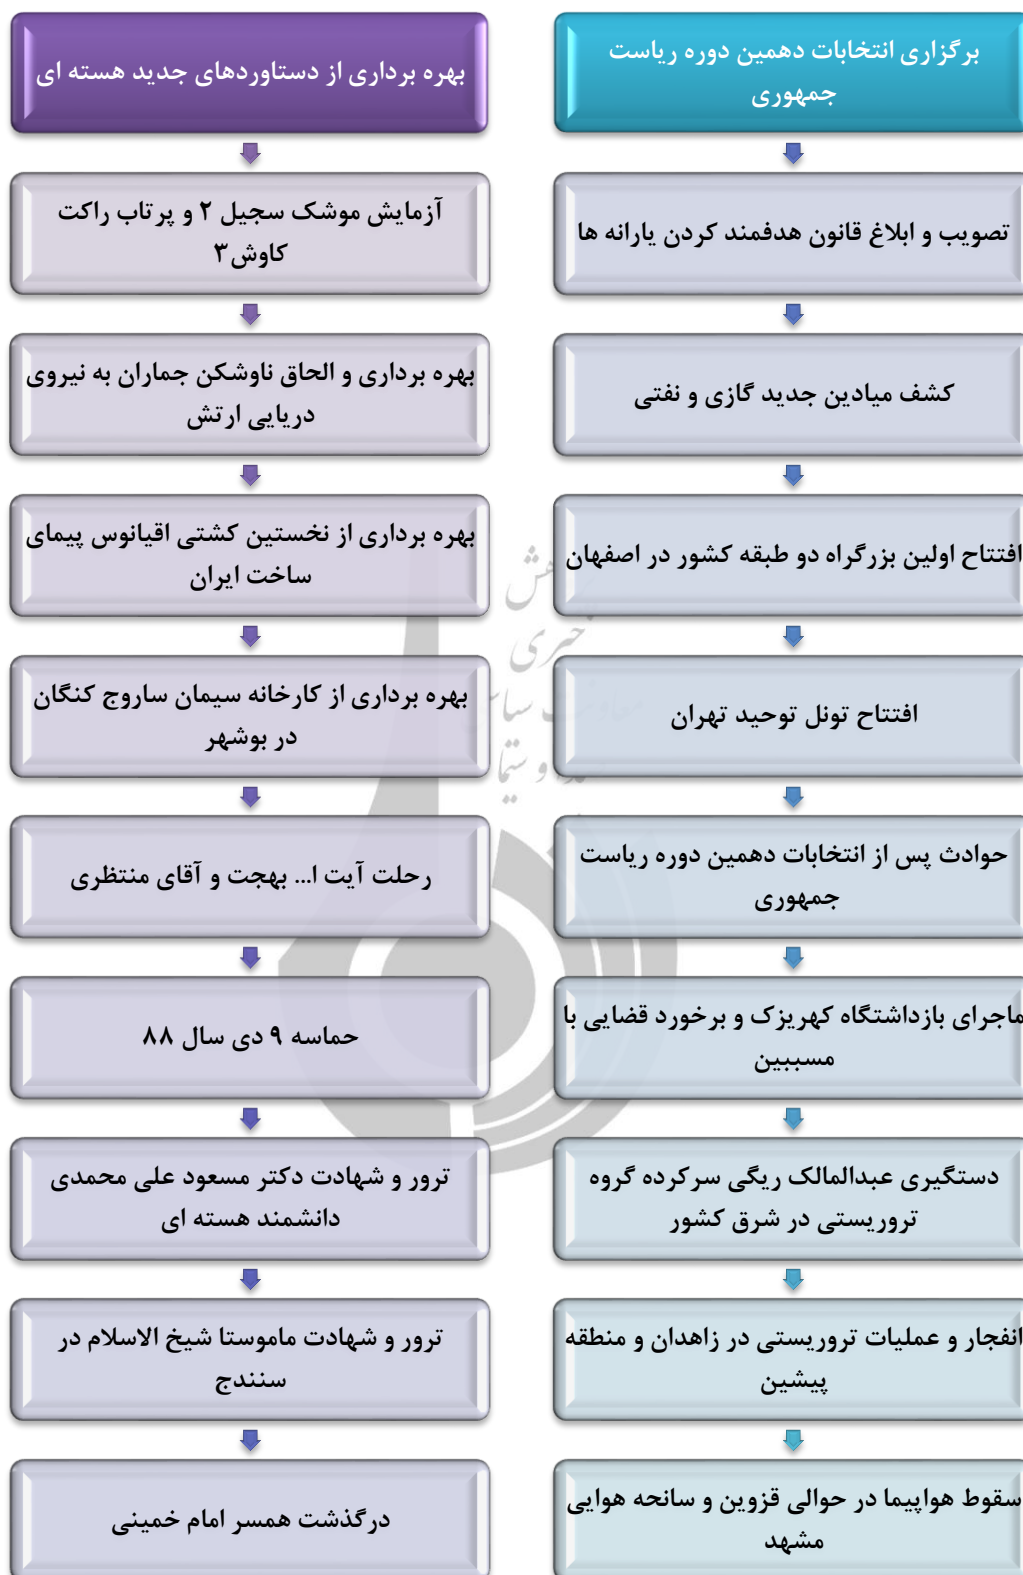 برگزاری انتخابات دهمین دوره ریاست
جمهوری
تصویب و ابلاغ قانون هدفمند کردن یارانه ها
کشف میادین جدید گازی و نفتی
افتتاح اولین بزرگراه دو طبقه کشور در اصفهان
افتتاح تونل توحید تهران
حوادث پس از انتخابات دهمین دوره ریاست
جمهوری
ماجرای بازداشتگاه کهریزک و برخورد قضایی با
مسببین
دستگیری عبدالمالک ریگی سرکرده گروه
تروریستی در شرق کشور
انفجار و عملیات تروریستی در زاهدان و منطقه
پیشین
سقوط هواپیما در حوالی قزوین و سانحه هوایی
مشهد
بهره برداری از دستاوردهای جدید هسته ای
آزمایش موشک سجیل ۲ و پرتاب راکت
کاوش۳
بهره برداری و الحاق ناوشکن جماران به نیروی
دریایی ارتش
بهره برداری از نخستین کشتی اقیانوس پیمای
ساخت ایران
بهره برداری از کارخانه سیمان ساروج کنگان
در بوشهر
رحلت آیت ا... بهجت و آقای منتظری
حماسه ۹ دی سال ۸۸
ترور و شهادت دکتر مسعود علی محمدی
دانشمند هسته ای
ترور و شهادت ماموستا شیخ الاسلام در
سنندج
درگذشت همسر امام خمینی